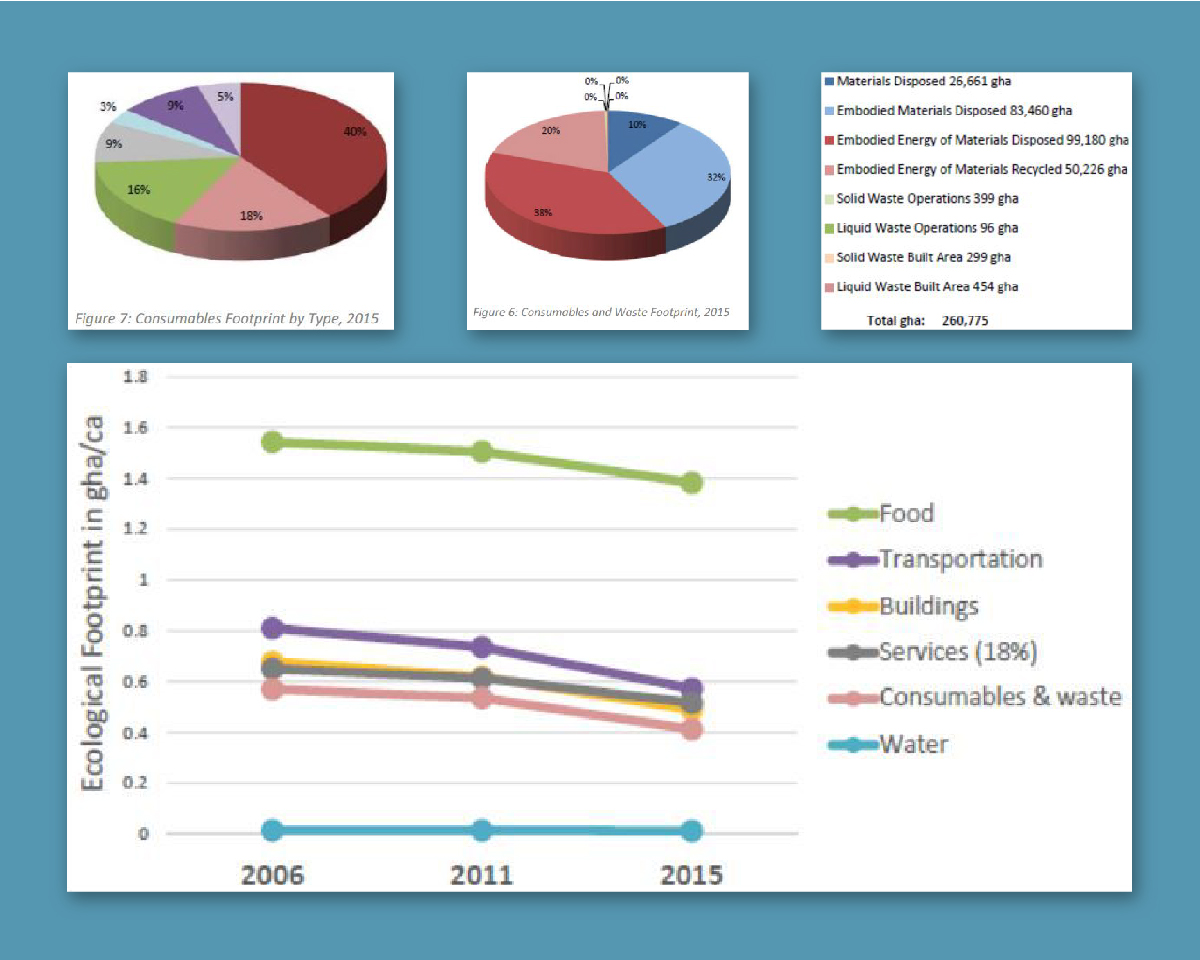 5%
9%
3%
40%
9%
16%
18%
Figure 7: Consumables Footprint by Type, 2015
0%
0%
0%
0%
10%
20%
32%
38%
Figure 6: Consumables and Waste Footprint, 2015
Materials Disposed 26,661 gha
Embodied Materials Disposed 83,460 gha
Embodied Energy of Materials Disposed 99,180 gha
Embodied Energy of Materials Recycled 50,226 gha
Solid Waste Operations 399 gha
Liquid Waste Operations 96 gha
Solid Waste Built Area 299 gha
Liquid Waste Built Area 454 gha
Total gha: 260,775
Ecological Footprint in gha/ca
1.8
1.6
1.4
1.2
1
0.8
0.6
0.4
0.2
0
2006
2011
2015
Food
Transportation
Buildings
Services (18%)
Consumables & waste
Water